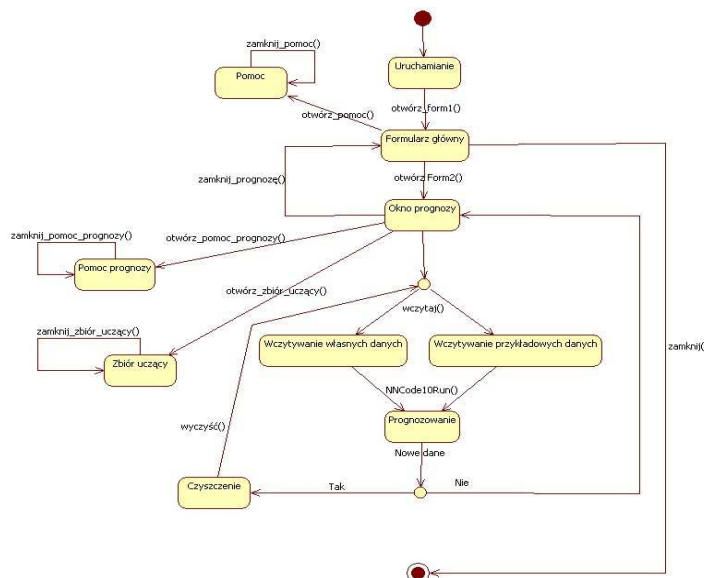 zamknij_pomoc()
Pomoc
Uruchamianie
otwórz_form1()
otwórz_pomoc()
Formularz główny
zamknij_prognozę()
otwórz Form2()
Okno prognozy
zamknij_pomoc_prognozy()
otwórz_pomoc_prognozy()
Pomoc prognozy
otwórz_zbiór_uczący()
wczytaj()
zamknij_zbiór_uczący()
Wczytywanie własnych danych
Wczytywanie przykładowych danych
zamknij()
Zbiór uczący
NNCode10Run()
Prognozowanie
wyczyść()
Nowe dane
Czyszczenie
Tak
Nie